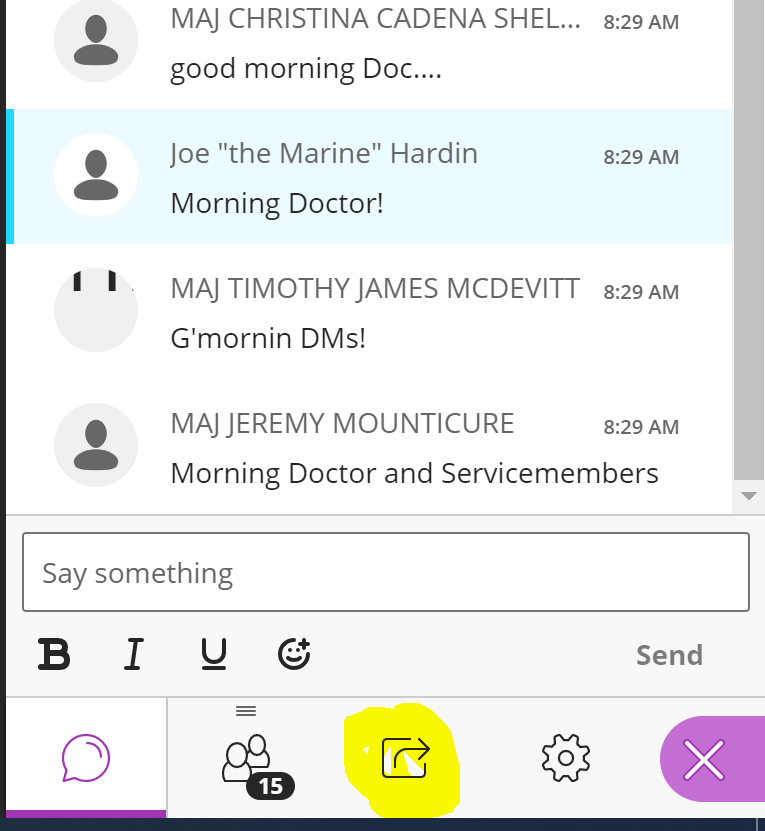 MAJ CHRISTINA CADENA SHEL... 8:29 AM
good morning Doc....
Joe "the Marine" Hardin 8:29 AM
Morning Doctor!
MAJ TIMOTHY JAMES MCDEVITT 8:29 AM
G'mornin DMs!
MAJ JEREMY MOUNTICURE 8:29 AM
Morning Doctor and Servicemembers
Say something
B I U Send
15